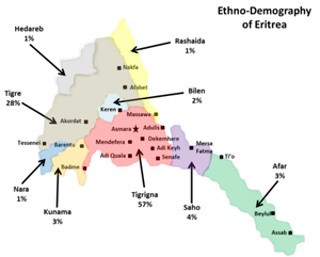 Ethno-Demography
of Eritrea
Hedareb
1%
Rashaida
1%
Tigre
28%
Bilen
2%
Nakfa
Afabet
Keren
Massawa
Akordat
Asmara
Adulis
Tessenei
Barentu
Mendefera
Dekemhare
Adi Keyh
Mersa
Fatma
Adi Quala
Senafe
Ti'o
Badme
Nara
1%
Kunama
3%
Tigrigna
57%
Saho
4%
Afar
3%
Beylul
Assab